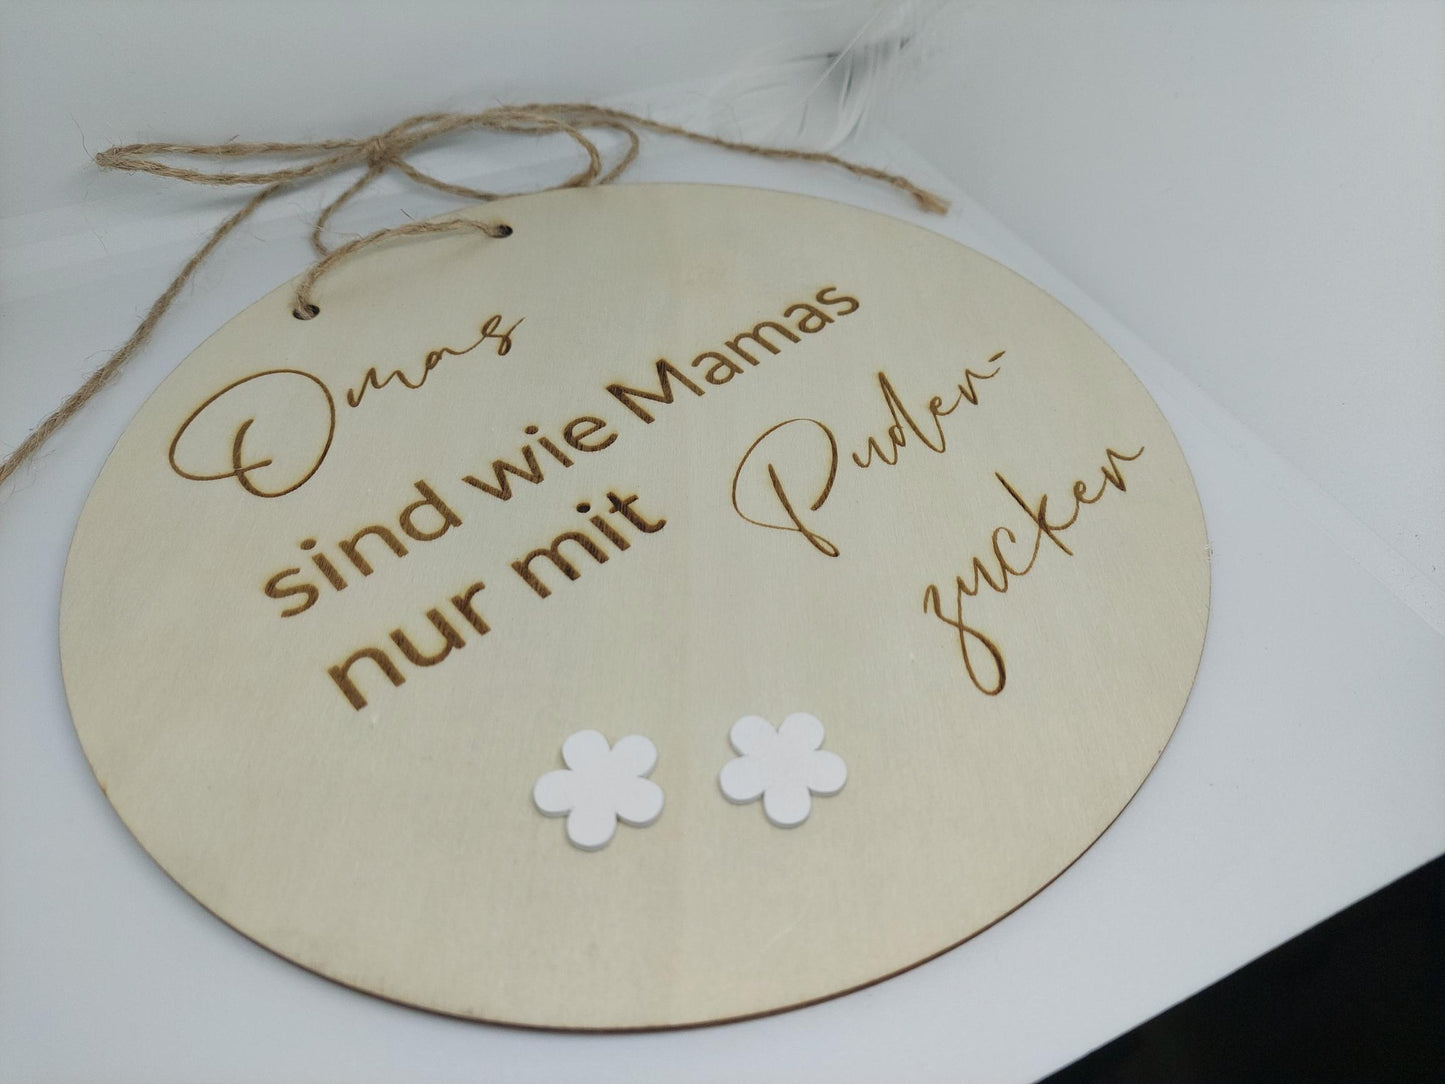 Omas
sind wie Mamas
nur mit Puder-
zucker